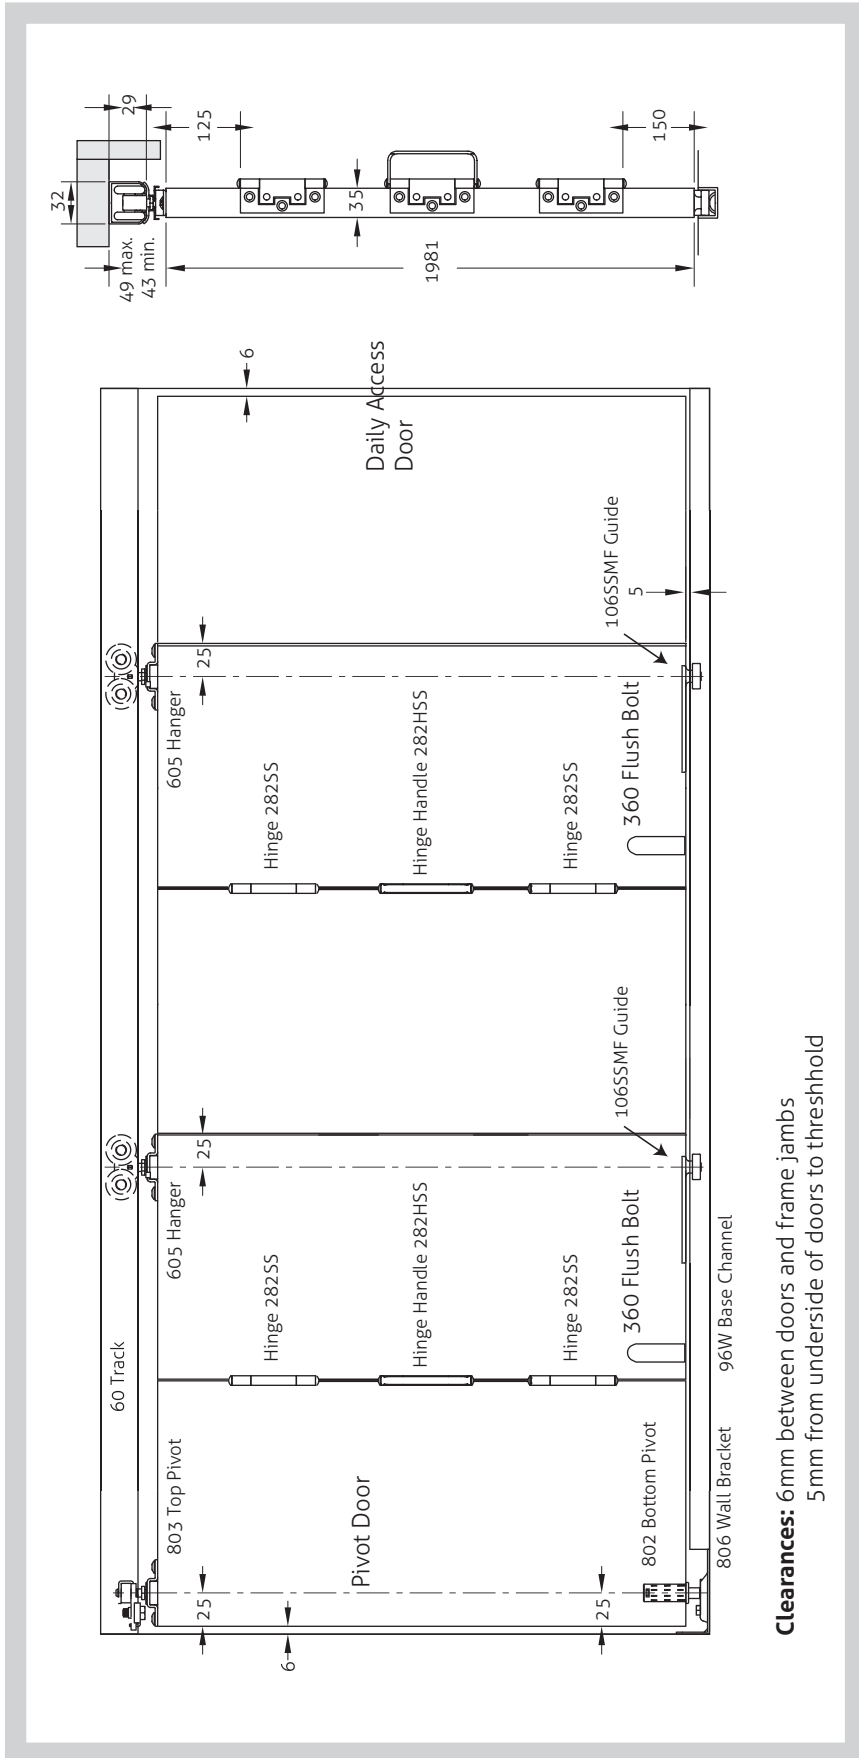 60 Track
803 Top Pivot
605 Hanger
605 Hanger
25
25
25
6
6
Hinge 282SS
Hinge 282SS
Pivot Door
Hinge Handle 282HSS
Hinge Handle 282HSS
Daily Access
Door
Hinge 282SS
Hinge 282SS
25
802 Bottom Pivot
360 Flush Bolt
106SSMF Guide
360 Flush Bolt
106SSMF Guide
5
806 Wall Bracket
96W Base Channel
Clearances: 6mm between doors and frame jambs
5mm from underside of doors to threshhold
32
29
49 max.
43 min.
125
35
1981
150